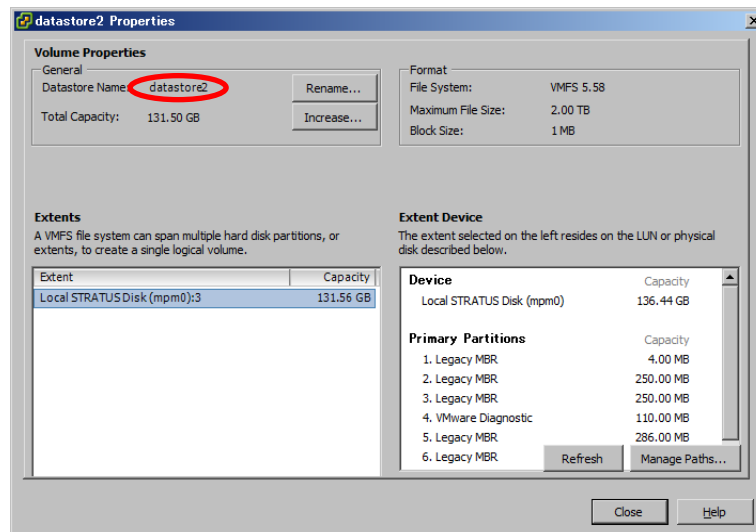 datastore2 Properties
Volume Properties
General
Datastore Name: datastore2
Rename...
Total Capacity: 131.50 GB
Increase...
Format
File System: VMFS 5.58
Maximum File Size: 2.00 TB
Block Size: 1 MB
Extents
A VMFS file system can span multiple hard disk partitions, or
extents, to create a single logical volume.
Extent Capacity
Local STRATUS Disk (mpm0):3 131.56 GB
Extent Device
The extent selected on the left resides on the LUN or physical
disk described below.
Device Capacity
Local STRATUS Disk (mpm0) 136.44 GB
Primary Partitions Capacity
1. Legacy MBR 4.00 MB
2. Legacy MBR 250.00 MB
3. Legacy MBR 250.00 MB
4. VMware Diagnostic 110.00 MB
5. Legacy MBR 286.00 MB
6. Legacy MBR
Refresh
Manage Paths...
Close
Help